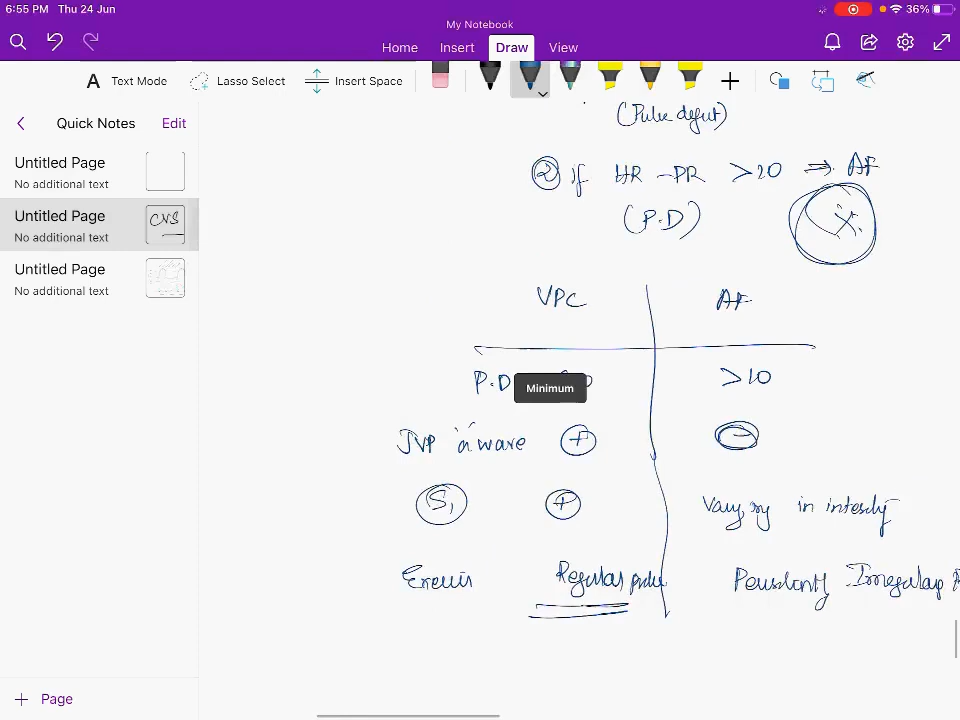 6:55 PM Thu 24 Jun
36%
My Notebook
Home Insert Draw View
Text Mode Lasso Select Insert Space
Quick Notes Edit
Untitled Page
No additional text
Untitled Page
No additional text
CNS
Untitled Page
No additional text
Page
(Pulse deficit)
② if HR - PR >10 ⇒ AF
(P.D)
VPC AF
P.D >10
Minimum
JVP 'a' wave + −
S₁ + Varying in intensity
Regular pulse Persistently Irregular